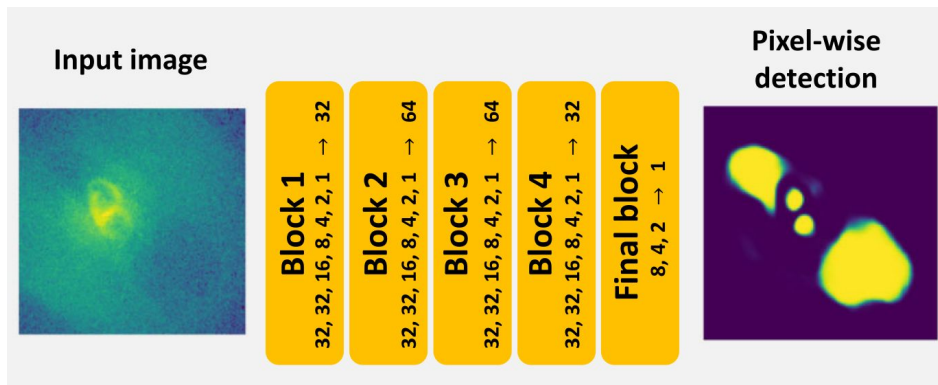 Input image
Block 1
32, 32, 16, 8, 4, 2, 1 → 32
Block 2
32, 32, 16, 8, 4, 2, 1 → 64
Block 3
32, 32, 16, 8, 4, 2, 1 → 64
Block 4
32, 32, 16, 8, 4, 2, 1 → 32
Final block
8, 4, 2 → 1
Pixel-wise
detection